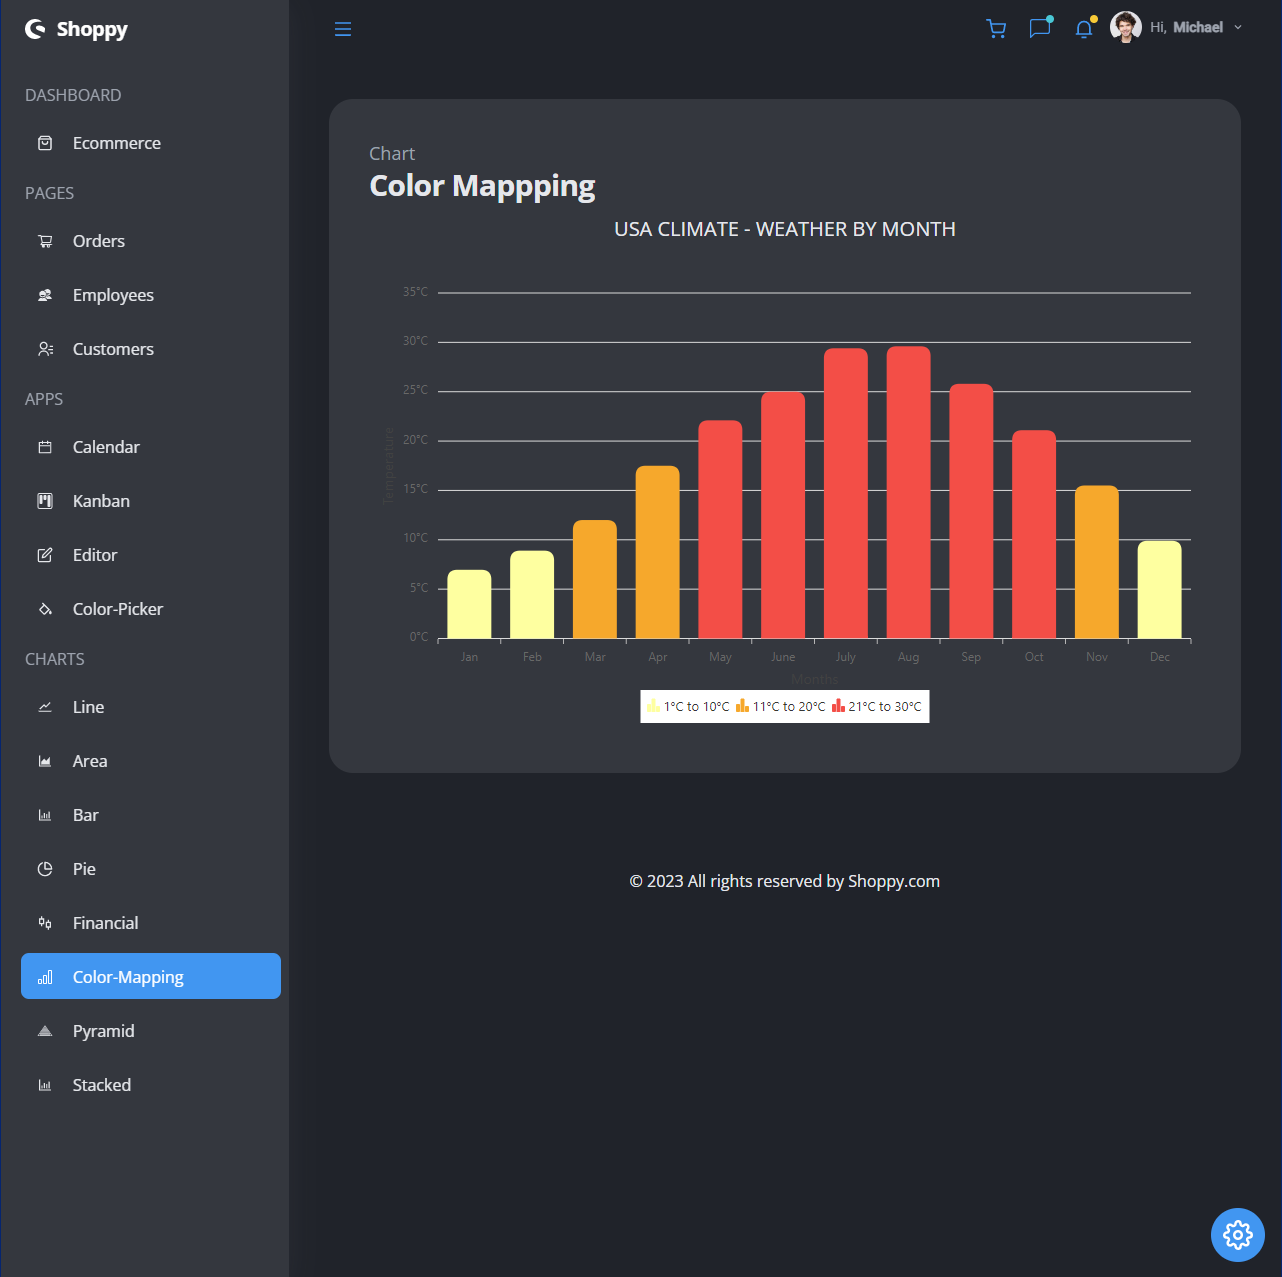 Shoppy
Hi, Michael
DASHBOARD
Ecommerce
PAGES
Orders
Employees
Customers
APPS
Calendar
Kanban
Editor
Color-Picker
CHARTS
Line
Area
Bar
Pie
Financial
Color-Mapping
Pyramid
Stacked
Chart
Color Mappping
USA CLIMATE - WEATHER BY MONTH
Temperature
35°C
30°C
25°C
20°C
15°C
10°C
5°C
0°C
Jan Feb Mar Apr May June July Aug Sep Oct Nov Dec
Months
1°C to 10°C 11°C to 20°C 21°C to 30°C
© 2023 All rights reserved by Shoppy.com